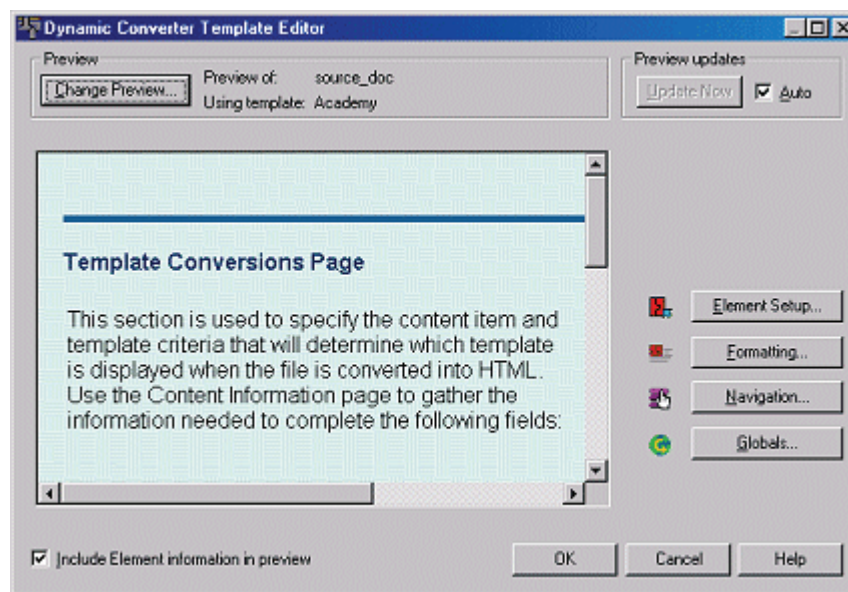 Dynamic Converter Template Editor
Preview
Change Preview...
Preview of: source_doc
Using template: Academy
Preview updates
Update Now
Auto
Template Conversions Page
This section is used to specify the content item and
template criteria that will determine which template
is displayed when the file is converted into HTML.
Use the Content Information page to gather the
information needed to complete the following fields:
Element Setup...
Formatting...
Navigation...
Globals...
Include Element information in preview
OK
Cancel
Help